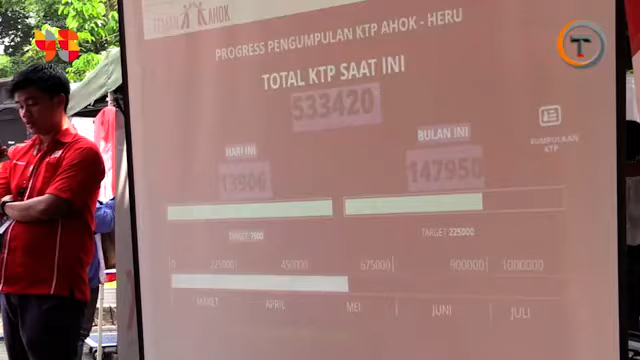 TEMAN AHOK
PROGRESS PENGUMPULAN KTP AHOK - HERU
TOTAL KTP SAAT INI
533420
HARI INI
13906
TARGET 7500
BULAN INI
147950
TARGET 225000
KUMPULKAN
KTP
0 225000 450000 675000 900000 1000000
MARET APRIL MEI JUNI JULI